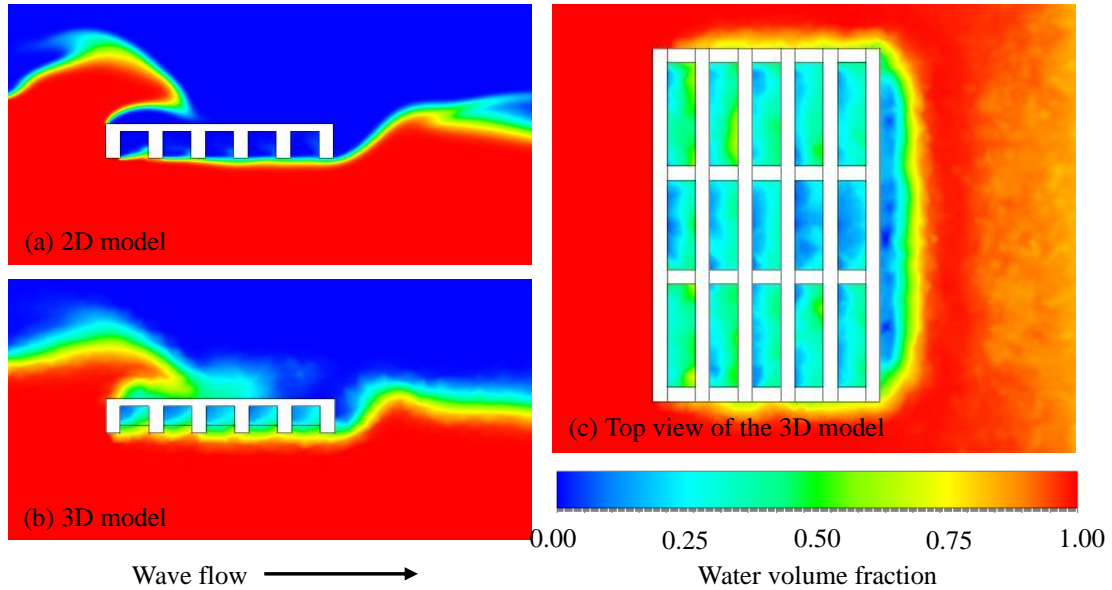 (a) 2D model
(b) 3D model
(c) Top view of the 3D model
0.00 0.25 0.50 0.75 1.00
Wave flow
Water volume fraction